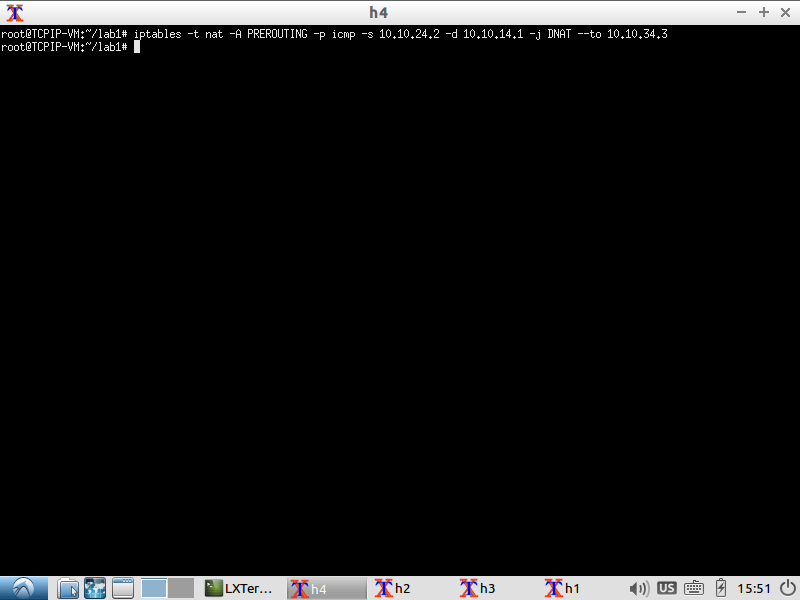 h4
root@TCPIP-VM:~/lab1# iptables -t nat -A PREROUTING -p icmp -s 10.10.24.2 -d 10.10.14.1 -j DNAT --to 10.10.34.3
root@TCPIP-VM:~/lab1#
LXTer... h4 h2 h3 h1 US 15:51